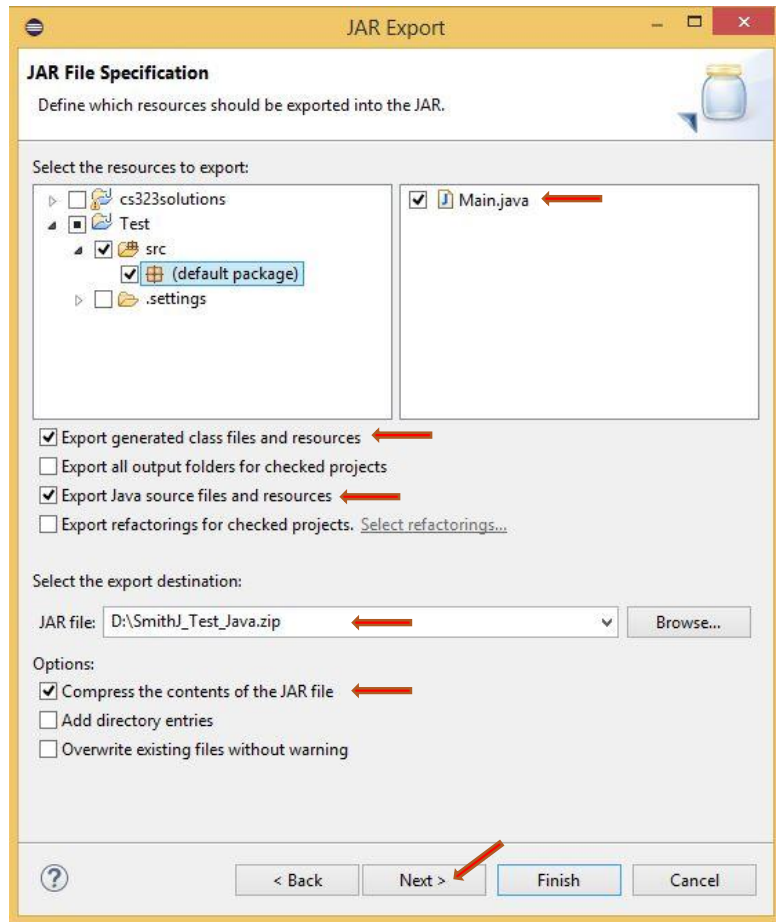 JAR Export
JAR File Specification
Define which resources should be exported into the JAR.
Select the resources to export:
cs323solutions
Test
src
(default package)
.settings
Main.java
Export generated class files and resources
Export all output folders for checked projects
Export Java source files and resources
Export refactorings for checked projects. Select refactorings...
Select the export destination:
JAR file: D:\SmithJ_Test_Java.zip Browse...
Options:
Compress the contents of the JAR file
Add directory entries
Overwrite existing files without warning
? < Back Next > Finish Cancel